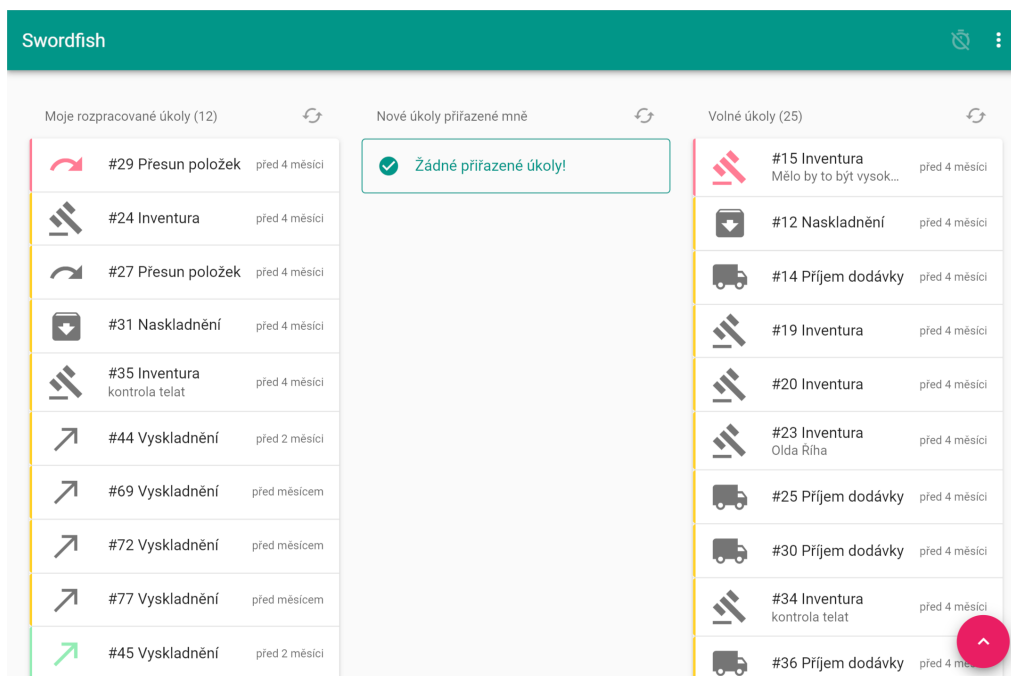 Swordfish
Moje rozpracované úkoly (12)
#29 Přesun položek před 4 měsíci
#24 Inventura před 4 měsíci
#27 Přesun položek před 4 měsíci
#31 Naskladnění před 4 měsíci
#35 Inventura před 4 měsíci
kontrola telat
#44 Vyskladnění před 2 měsíci
#69 Vyskladnění před měsícem
#72 Vyskladnění před měsícem
#77 Vyskladnění před měsícem
#45 Vyskladnění před 2 měsíci
Nové úkoly přiřazené mně
Žádné přiřazené úkoly!
Volné úkoly (25)
#15 Inventura před 4 měsíci
Mělo by to být vysok...
#12 Naskladnění před 4 měsíci
#14 Příjem dodávky před 4 měsíci
#19 Inventura před 4 měsíci
#20 Inventura před 4 měsíci
#23 Inventura před 4 měsíci
Olda Říha
#25 Příjem dodávky před 4 měsíci
#30 Příjem dodávky před 4 měsíci
#34 Inventura před 4 měsíci
kontrola telat
#36 Příjem dodávky před 4